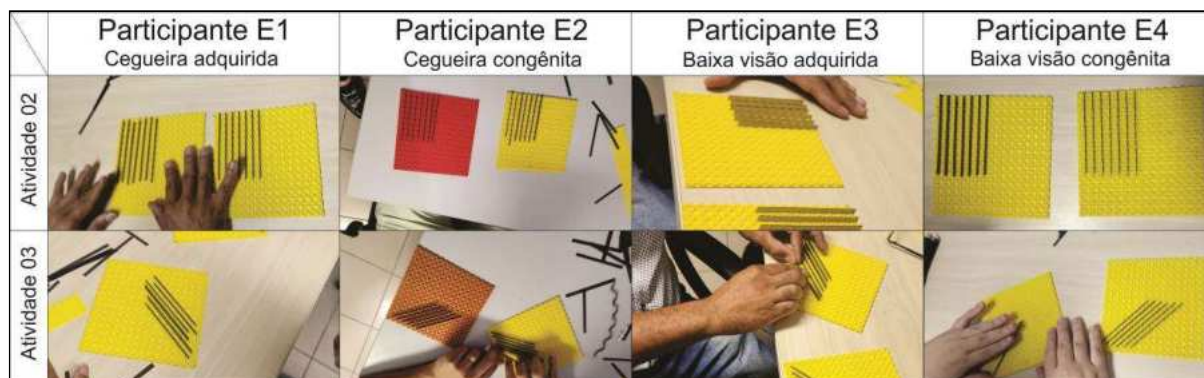 Participante E1
Cegueira adquirida
Participante E2
Cegueira congênita
Participante E3
Baixa visão adquirida
Participante E4
Baixa visão congênita
Atividade 02
Atividade 03